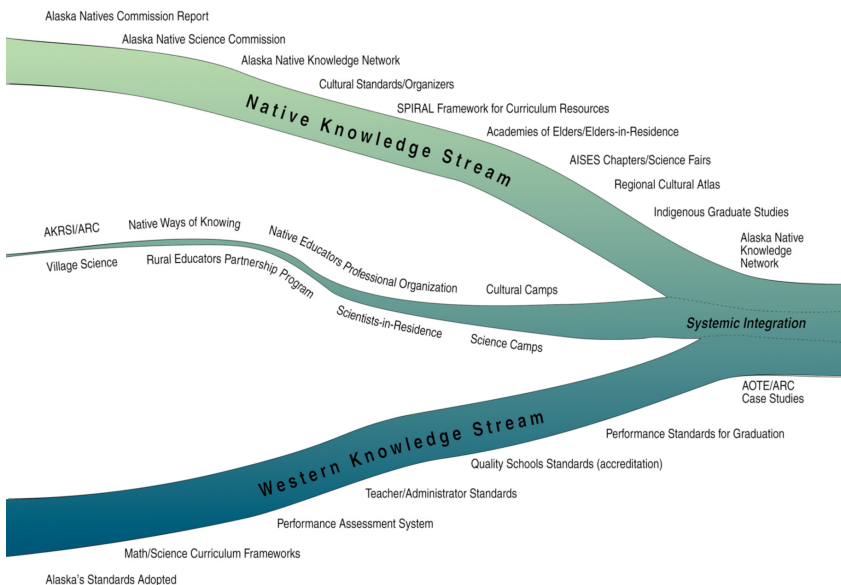 Alaska Natives Commission Report
Alaska Native Science Commission
Alaska Native Knowledge Network
Cultural Standards/Organizers
SPIRAL Framework for Curriculum Resources
Academies of Elders/Elders-in-Residence
AISES Chapters/Science Fairs
Regional Cultural Atlas
Indigenous Graduate Studies
Alaska Native
Knowledge
Network
Native Knowledge Stream
AKRSI/ARC
Native Ways of Knowing
Native Educators Professional Organization
Cultural Camps
Village Science
Rural Educators Partnership Program
Scientists-in-Residence
Science Camps
Systemic Integration
AOTE/ARC
Case Studies
Western Knowledge Stream
Performance Standards for Graduation
Quality Schools Standards (accreditation)
Teacher/Administrator Standards
Performance Assessment System
Math/Science Curriculum Frameworks
Alaska's Standards Adopted